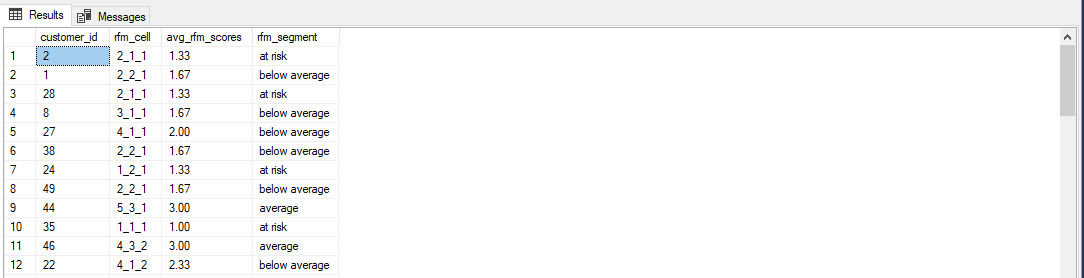 Results Messages
customer_id rfm_cell avg_rfm_scores rfm_segment
1 2 2_1_1 1.33 at risk
2 1 2_2_1 1.67 below average
3 28 2_1_1 1.33 at risk
4 8 3_1_1 1.67 below average
5 27 4_1_1 2.00 below average
6 38 2_2_1 1.67 below average
7 24 1_2_1 1.33 at risk
8 49 2_2_1 1.67 below average
9 44 5_3_1 3.00 average
10 35 1_1_1 1.00 at risk
11 46 4_3_2 3.00 average
12 22 4_1_2 2.33 below average